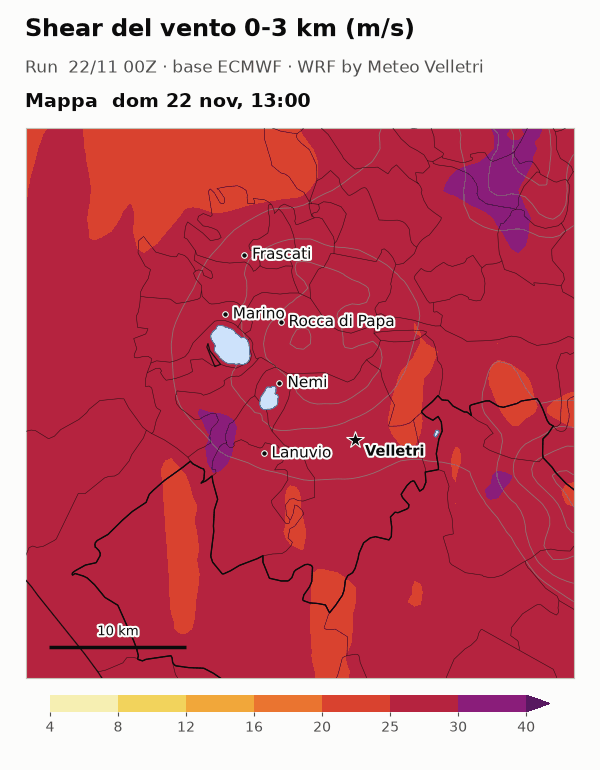 Shear del vento 0-3 km (m/s)
Run  22/11 00Z · base ECMWF · WRF by Meteo Velletri
Mappa  dom 22 nov, 13:00
Frascati
Marino
Rocca di Papa
Nemi
Velletri
Lanuvio
10 km
4 8 12 16 20 25 30 40